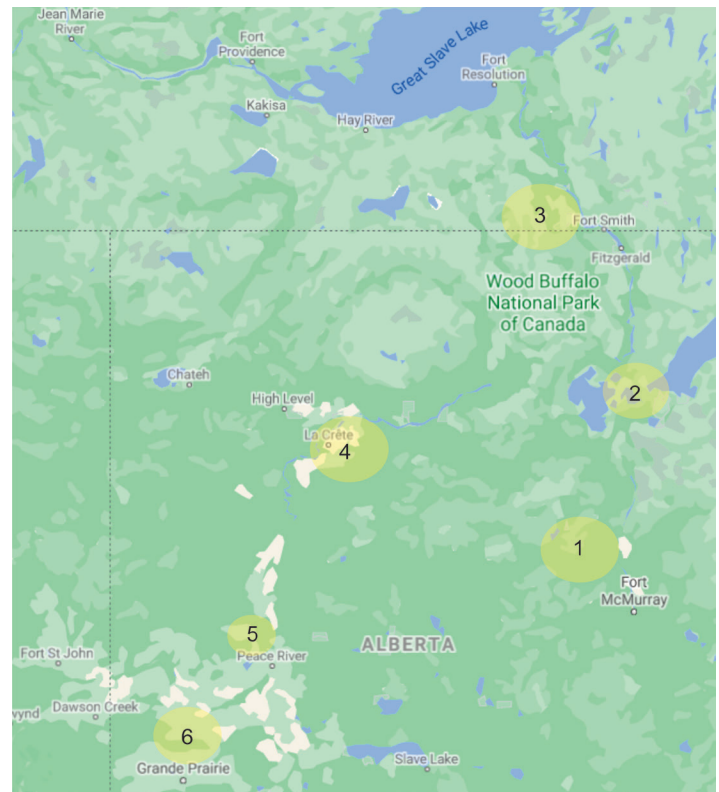 Jean Marie
River
Fort
Providence
Great Slave Lake
Fort
Resolution
Kakisa
Hay River
3
Fort Smith
Fitzgerald
Wood Buffalo
National Park
of Canada
Chateh
2
High Level
La Crête
4
1
Fort
McMurray
5
ALBERTA
Fort St John
Peace River
wynd
Dawson Creek
6
Slave Lake
Grande Prairie